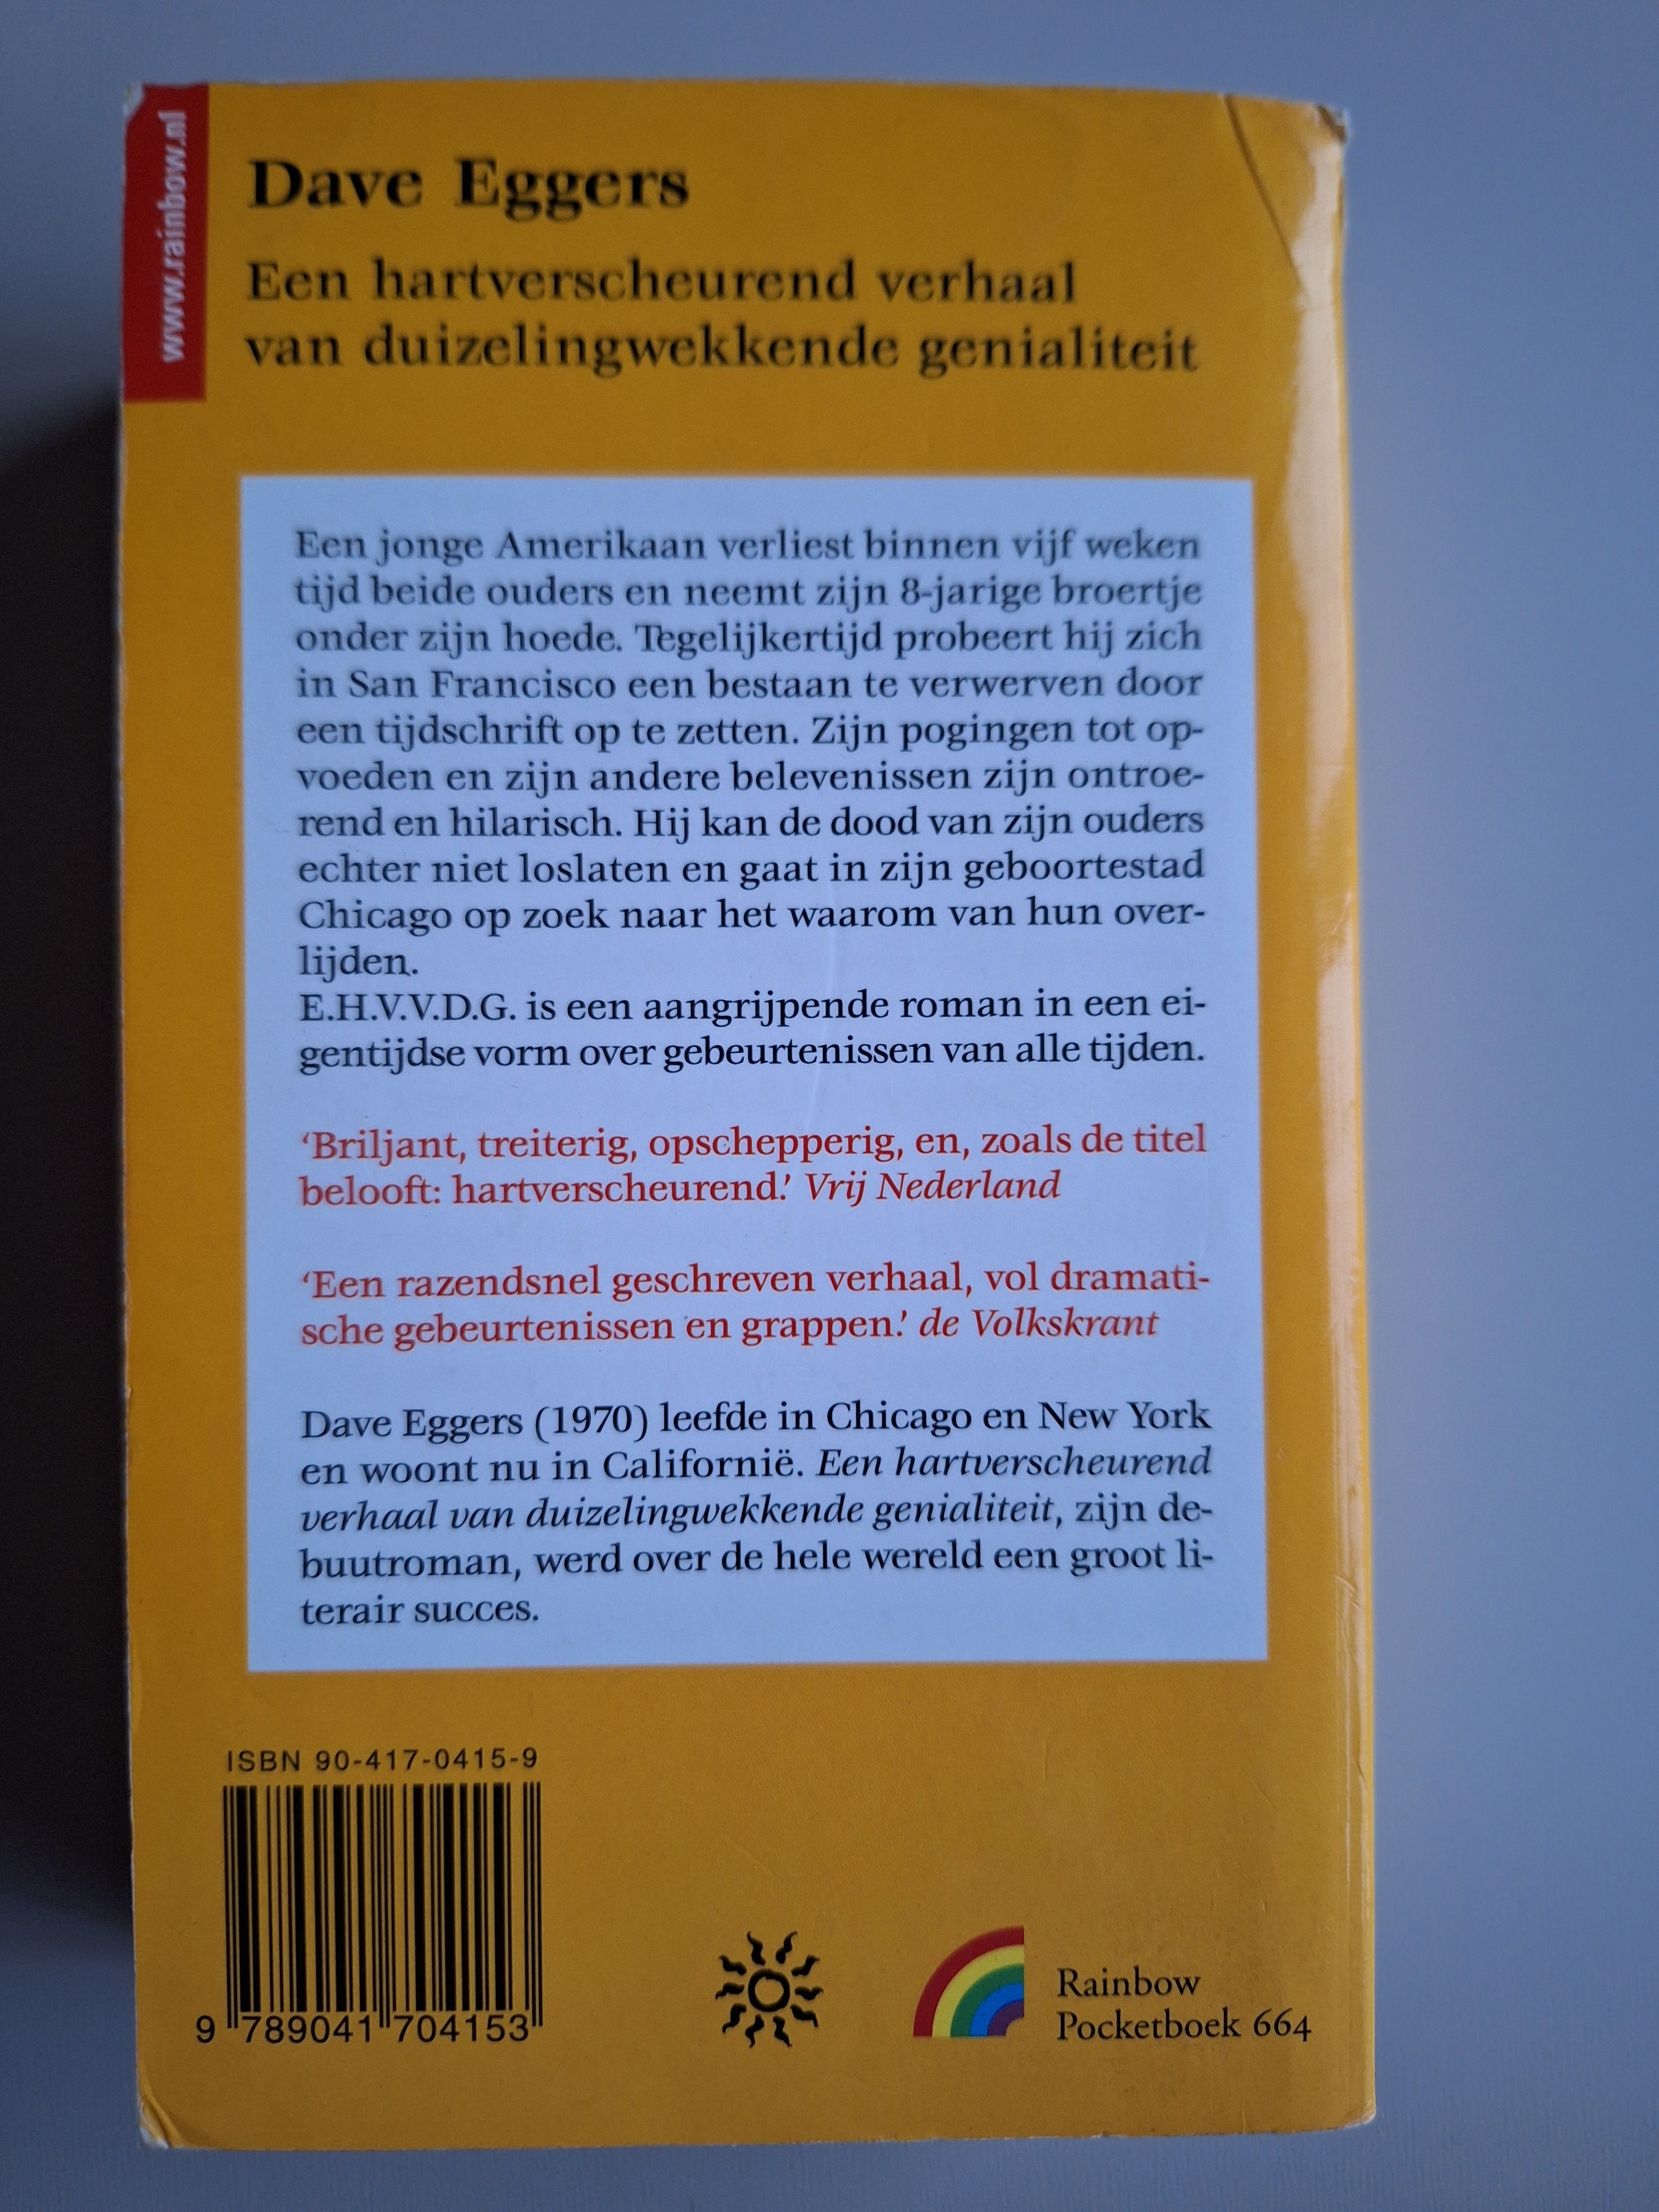 www.rainbow.nl
Dave Eggers
Een hartverscheurend verhaal
van duizelingwekkende genialiteit
Een jonge Amerikaan verliest binnen vijf weken
tijd beide ouders en neemt zijn 8-jarige broertje
onder zijn hoede. Tegelijkertijd probeert hij zich
in San Francisco een bestaan te verwerven door
een tijdschrift op te zetten. Zijn pogingen tot op-
voeden en zijn andere belevenissen zijn ontroe-
rend en hilarisch. Hij kan de dood van zijn ouders
echter niet loslaten en gaat in zijn geboortestad
Chicago op zoek naar het waarom van hun over-
lijden.
E.H.V.V.D.G. is een aangrijpende roman in een ei-
gentijdse vorm over gebeurtenissen van alle tijden.
‘Briljant, treiterig, opschepperig, en, zoals de titel
belooft: hartverscheurend.’ Vrij Nederland
‘Een razendsnel geschreven verhaal, vol dramati-
sche gebeurtenissen en grappen.’ de Volkskrant
Dave Eggers (1970) leefde in Chicago en New York
en woont nu in Californië. Een hartverscheurend
verhaal van duizelingwekkende genialiteit, zijn de-
buutroman, werd over de hele wereld een groot li-
terair succes.
ISBN 90-417-0415-9
9 789041 704153
Rainbow
Pocketboek 664